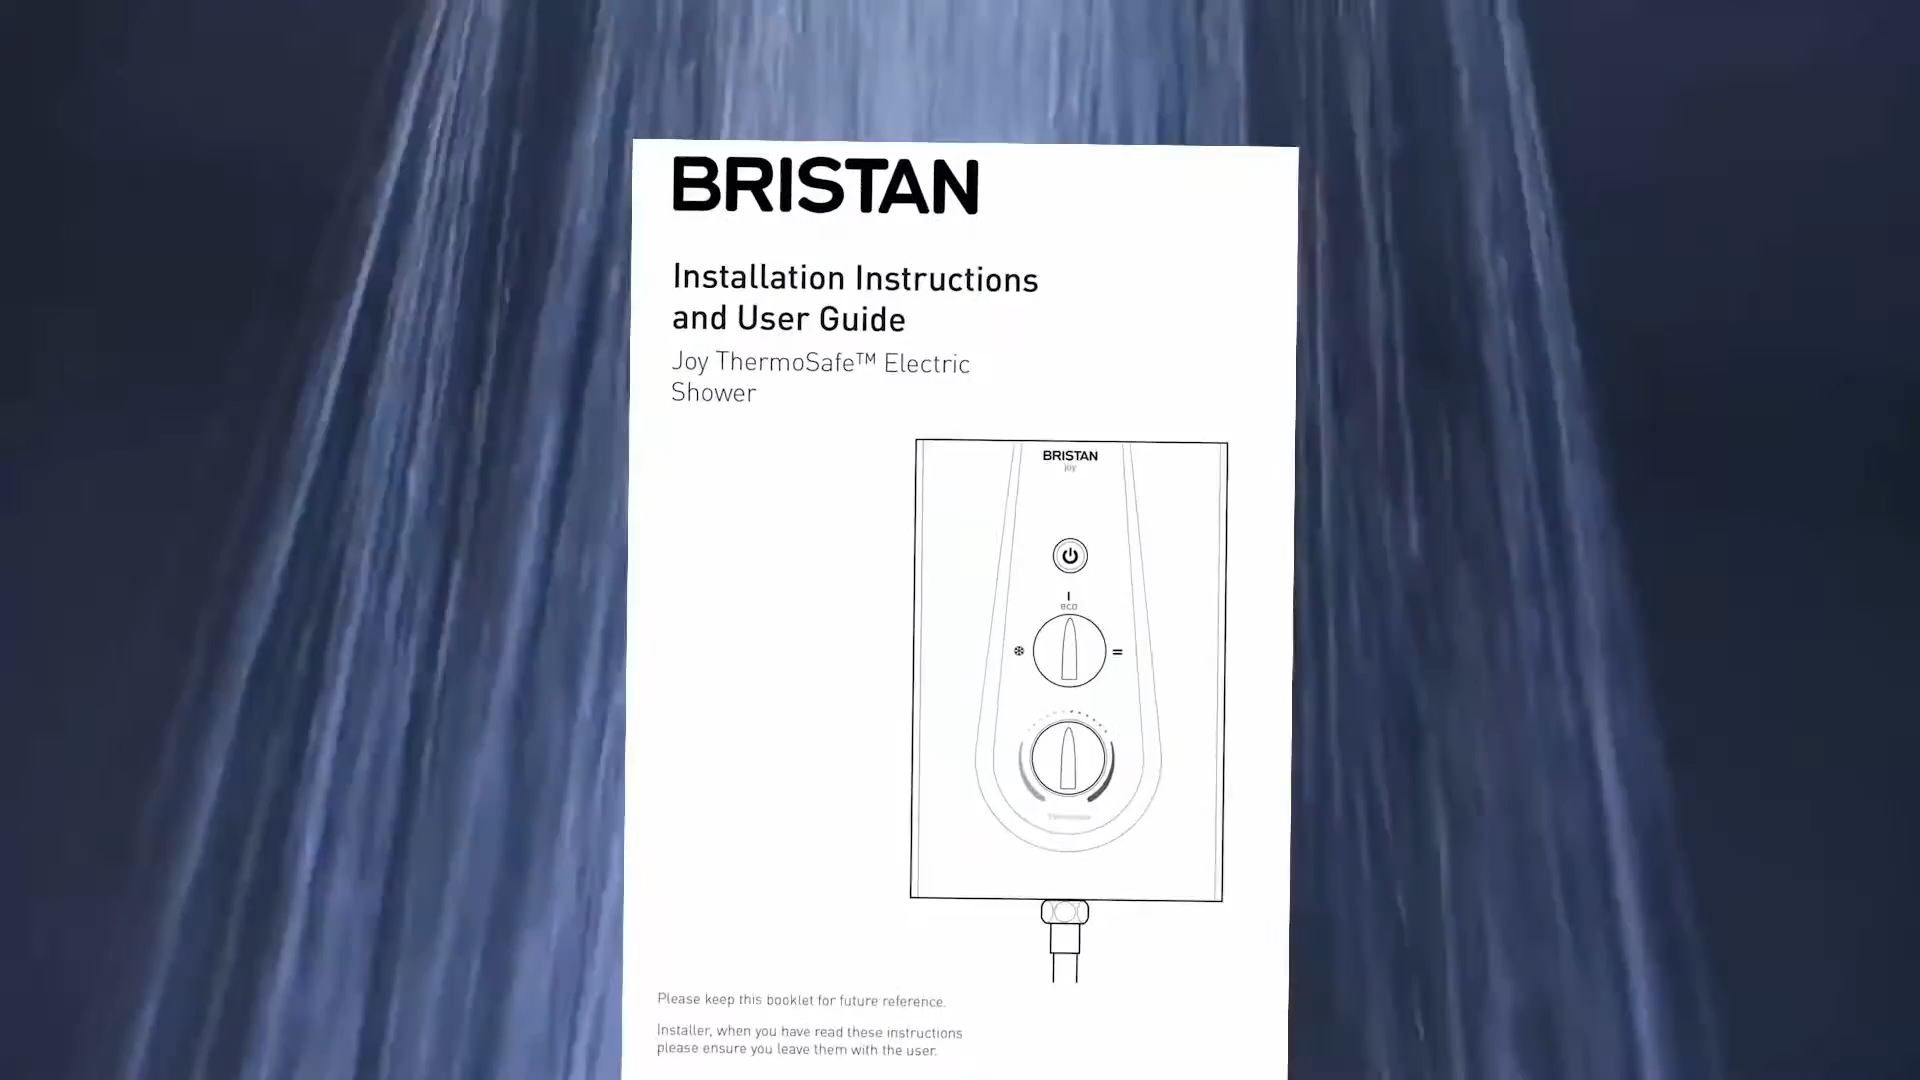 BRISTAN
Installation Instructions
and User Guide
Joy ThermoSafe™ Electric
Shower
BRISTAN
joy
eco
Please keep this booklet for future reference.
Installer, when you have read these instructions
please ensure you leave them with the user.